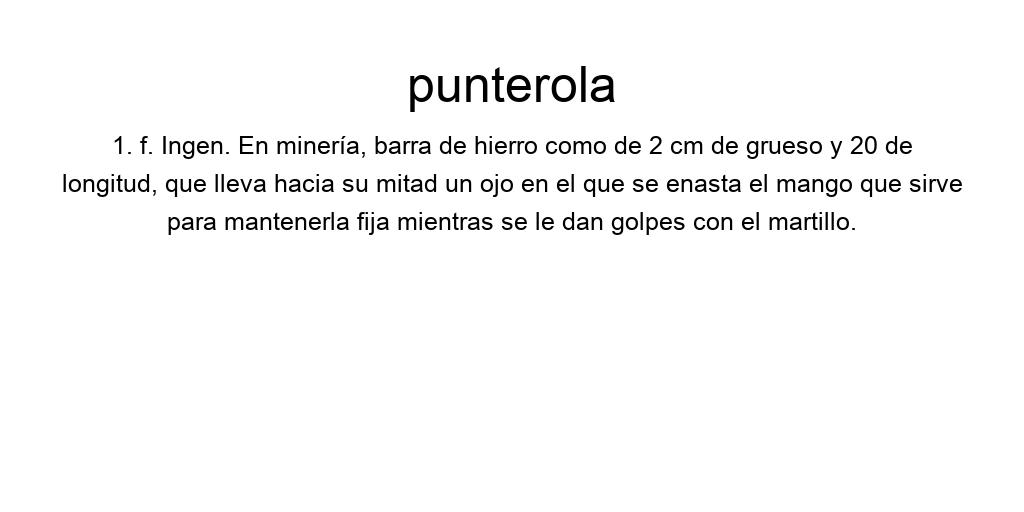 punterola
1. f. Ingen. En minería, barra de hierro como de 2 cm de grueso y 20 de
longitud, que lleva hacia su mitad un ojo en el que se enasta el mango que sirve
para mantenerla fija mientras se le dan golpes con el martillo.